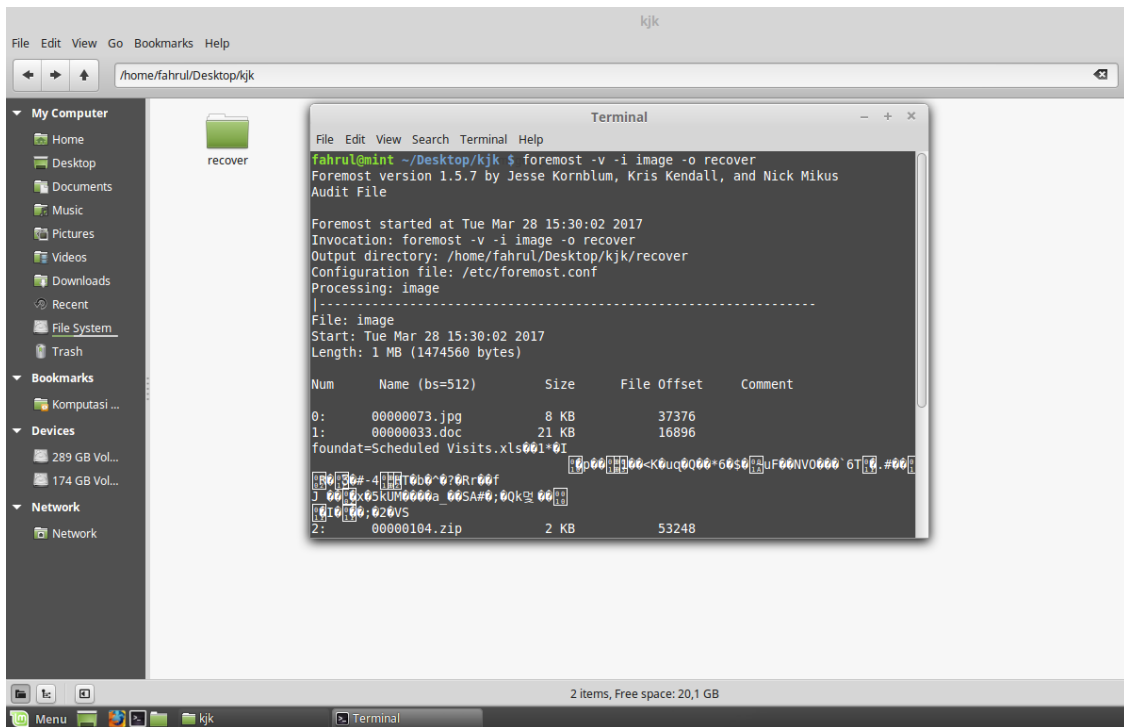 kjk
File Edit View Go Bookmarks Help
/home/fahrul/Desktop/kjk
My Computer
Home
Desktop
Documents
Music
Pictures
Videos
Downloads
Recent
File System
Trash
Bookmarks
Komputasi ...
Devices
289 GB Vol...
174 GB Vol...
Network
Network
recover
Terminal
File Edit View Search Terminal Help
fahrul@mint ~/Desktop/kjk $ foremost -v -i image -o recover
Foremost version 1.5.7 by Jesse Kornblum, Kris Kendall, and Nick Mikus
Audit File
Foremost started at Tue Mar 28 15:30:02 2017
Invocation: foremost -v -i image -o recover
Output directory: /home/fahrul/Desktop/kjk/recover
Configuration file: /etc/foremost.conf
Processing: image
|------------------------------------------------------------------
File: image
Start: Tue Mar 28 15:30:02 2017
Length: 1 MB (1474560 bytes)
Num Name (bs=512) Size File Offset Comment
0: 00000073.jpg 8 KB 37376
1: 00000033.doc 21 KB 16896
foundat=Scheduled Visits.xls
2: 00000104.zip 2 KB 53248
2 items, Free space: 20,1 GB
Menu
kjk
Terminal